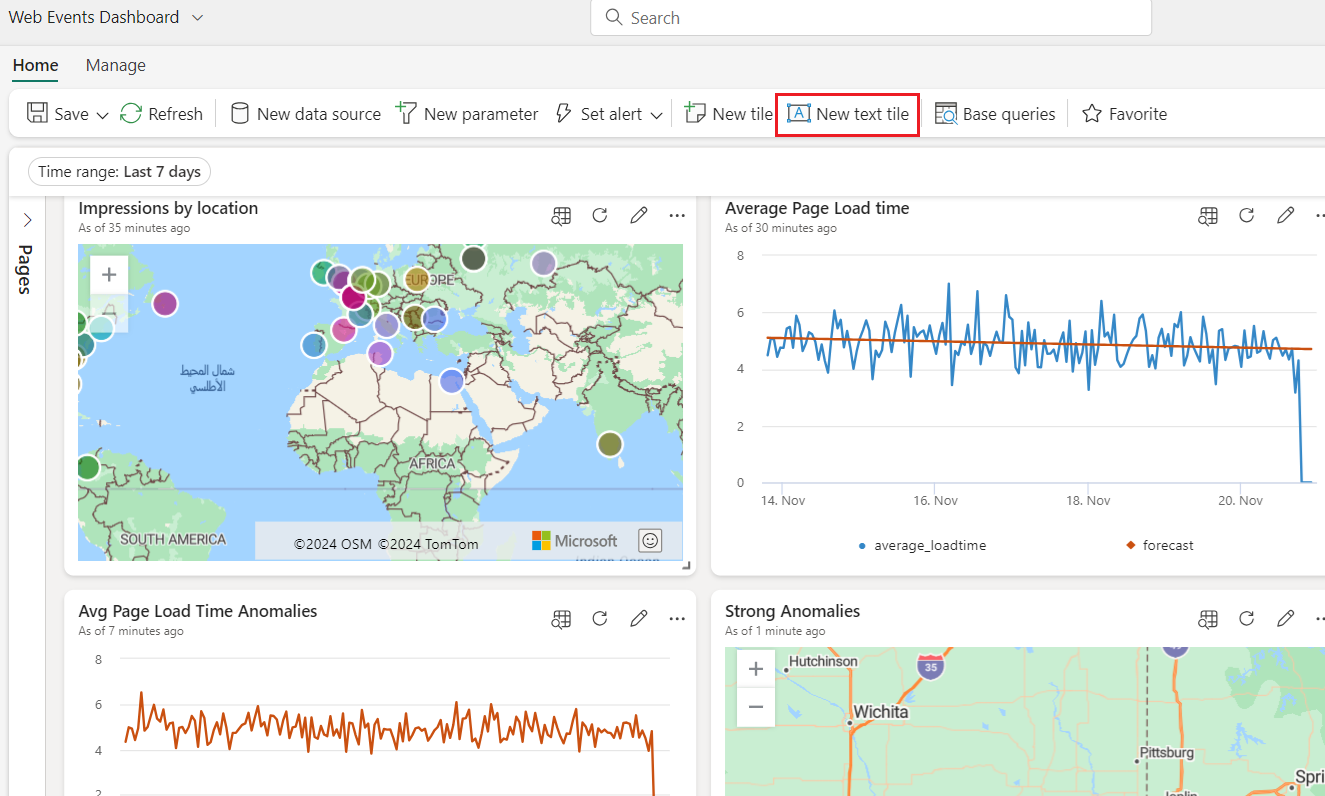 Web Events Dashboard
Search
Home Manage
Save Refresh New data source New parameter Set alert New tile New text tile Base queries Favorite
Time range: Last 7 days
Pages
Impressions by location
As of 35 minutes ago
EUROPE
شمال المحيط
الأطلسي
AFRICA
SOUTH AMERICA
©2024 OSM ©2024 TomTom
Microsoft
Average Page Load time
As of 30 minutes ago
8
6
4
2
0
14. Nov 16. Nov 18. Nov 20. Nov
average_loadtime forecast
Avg Page Load Time Anomalies
As of 7 minutes ago
8
6
4
2
Strong Anomalies
As of 1 minute ago
Hutchinson
35
Wichita
Pittsburg
Spri